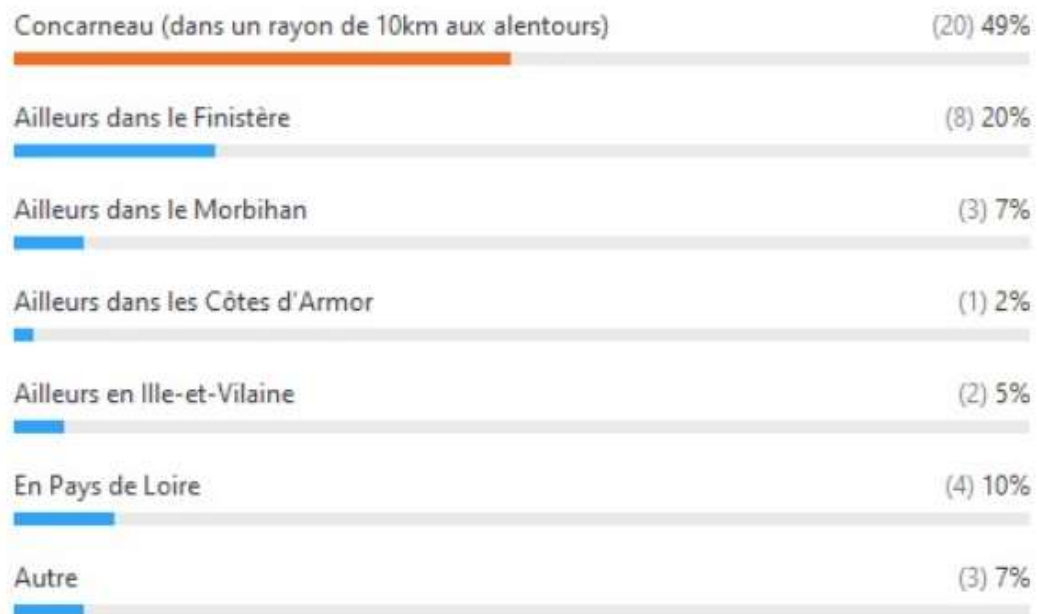 Concarneau (dans un rayon de 10km aux alentours) (20) 49%
Ailleurs dans le Finistère (8) 20%
Ailleurs dans le Morbihan (3) 7%
Ailleurs dans les Côtes d'Armor (1) 2%
Ailleurs en Ille-et-Vilaine (2) 5%
En Pays de Loire (4) 10%
Autre (3) 7%